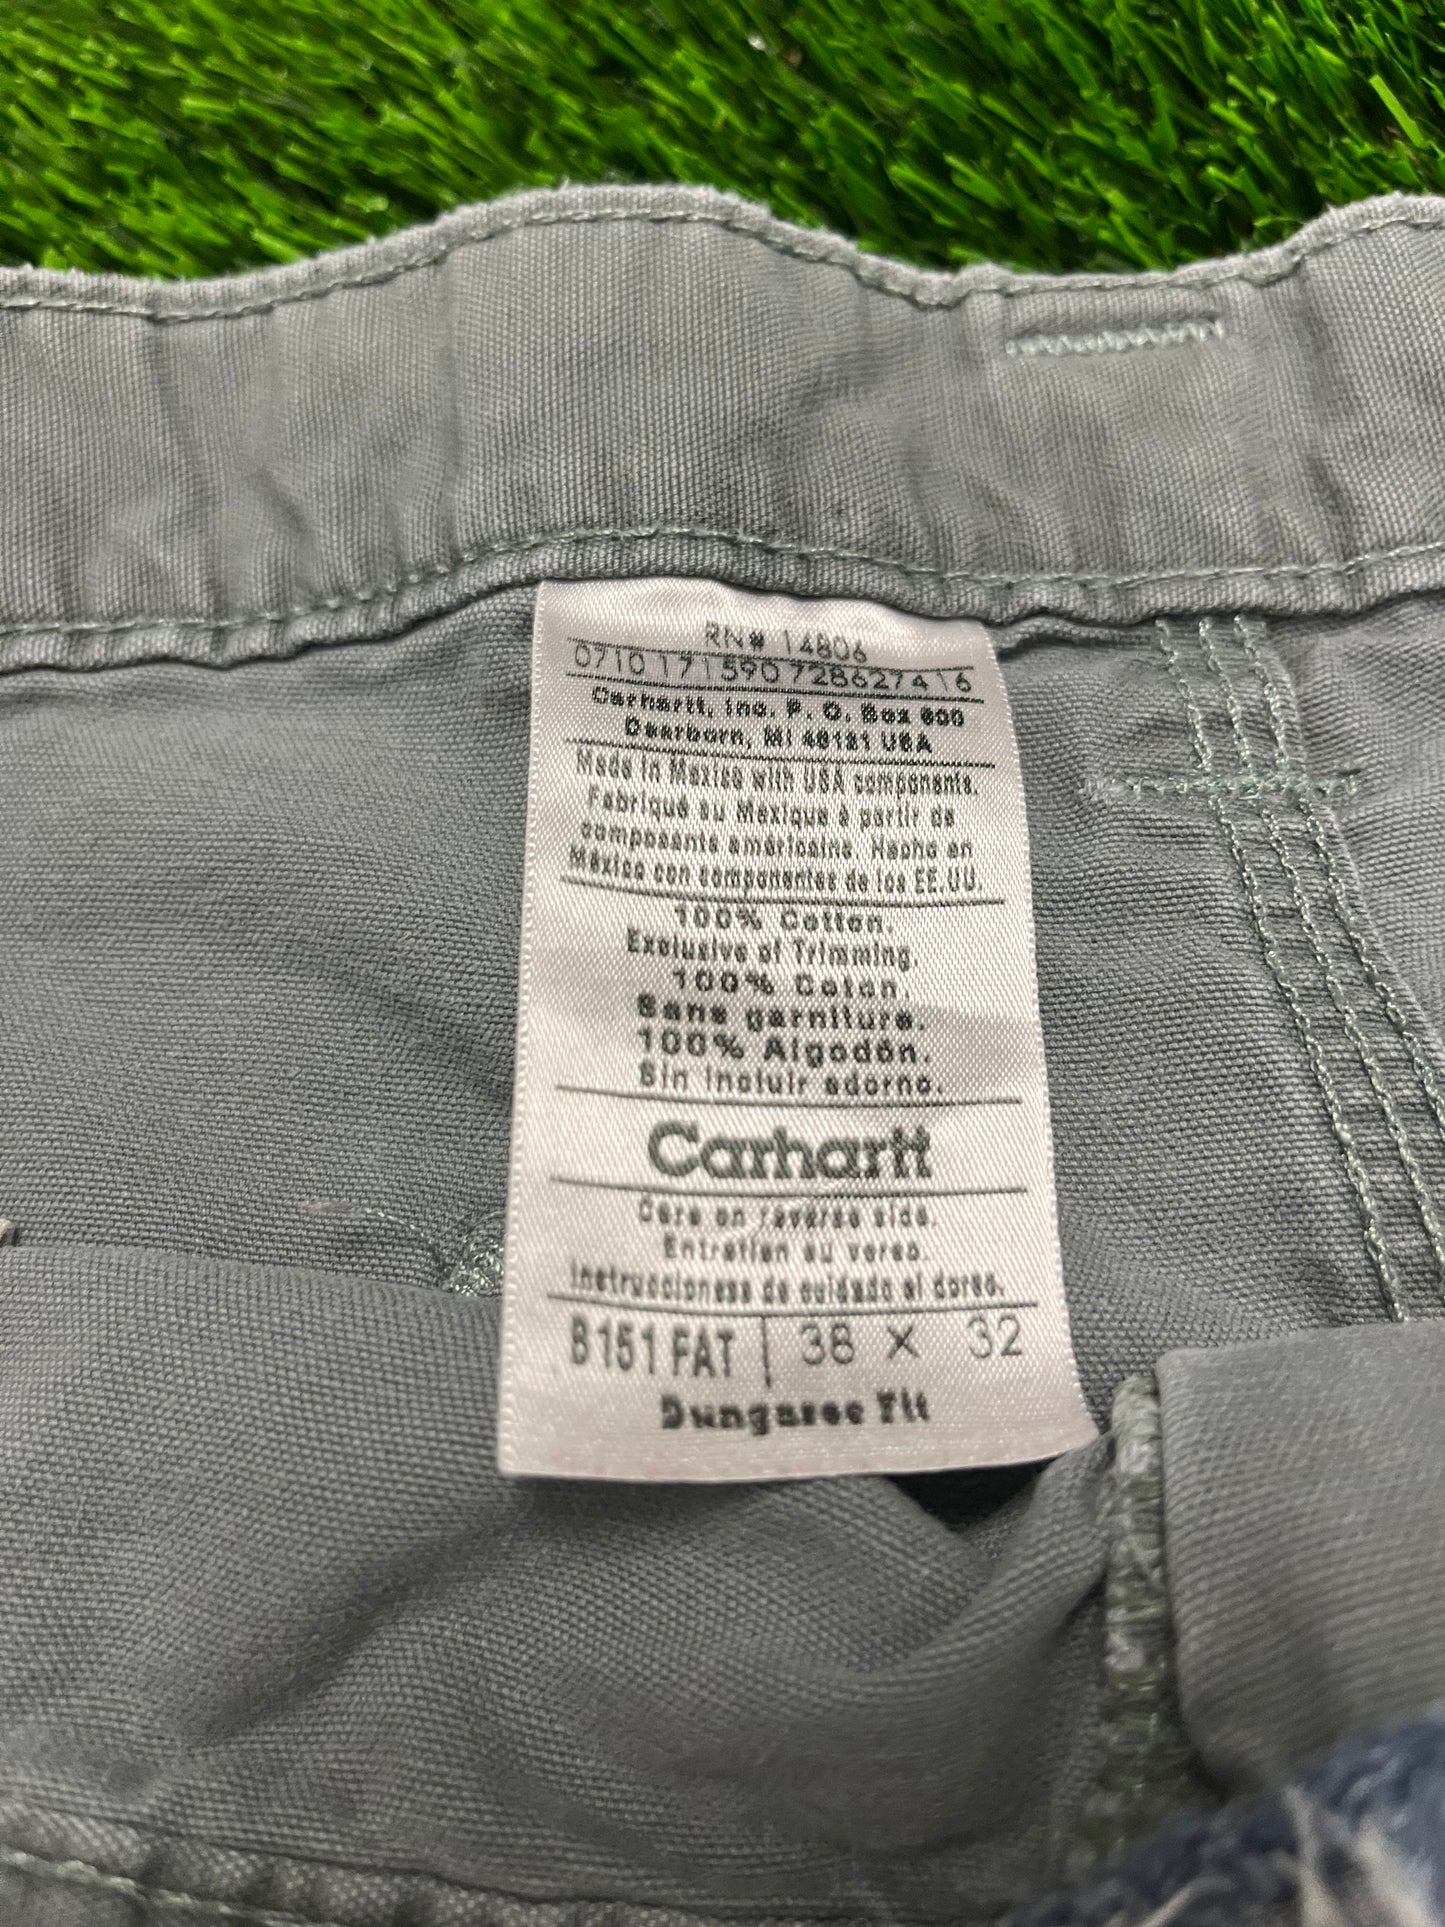 RN# 14806
0710 171590 728627416
Carhartt, Inc. P. O. Box 600
Dearborn, MI 48121 USA
Made in Mexico with USA components.
Fabriqué au Mexique à partir de
composants américains. Hecho en
México con componentes de los EE.UU.
100% Cotton.
Exclusive of Trimming.
100% Coton.
Sans garniture.
100% Algodón.
Sin incluir adorno.
Carhartt
Care on reverse side.
Entretien au verso.
Instrucciones de cuidado al dorso.
B151 FAT 38 X 32
Dungaree Fit